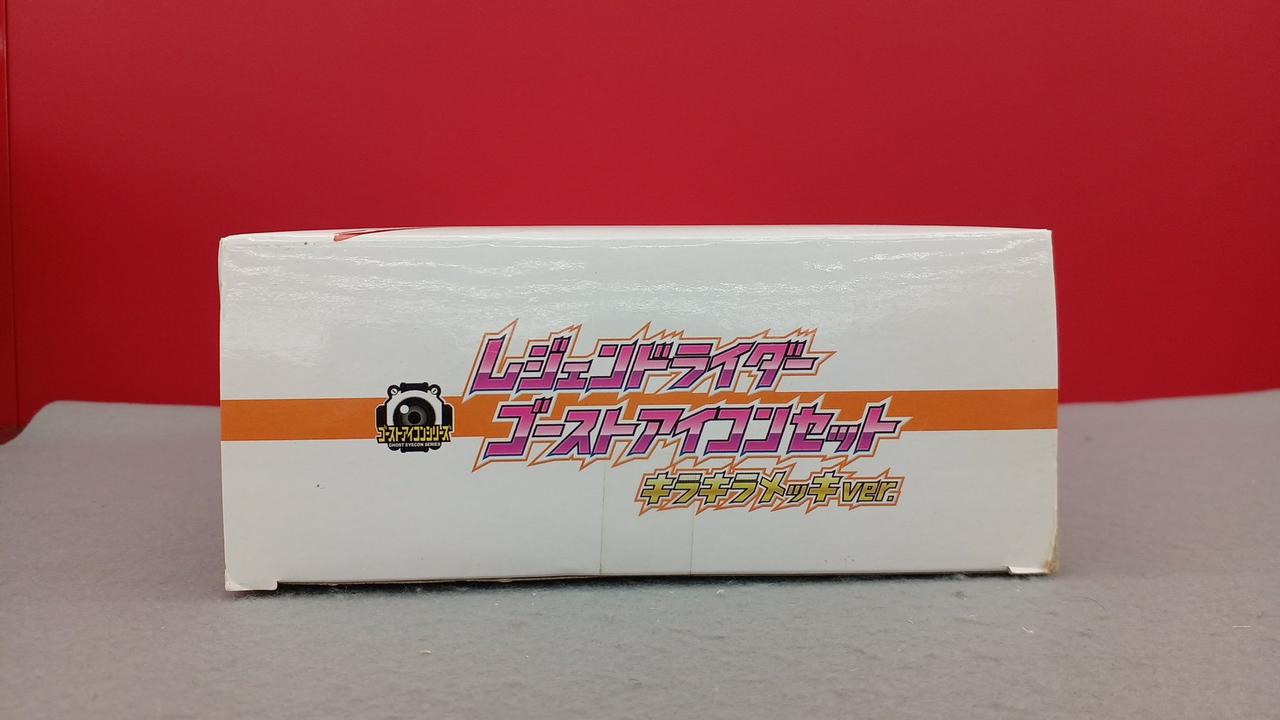 レジェンドライダー
ゴーストアイコンセット
キラキラメッキver.
ゴーストアイコンシリーズ
GHOST EYECON SERIES